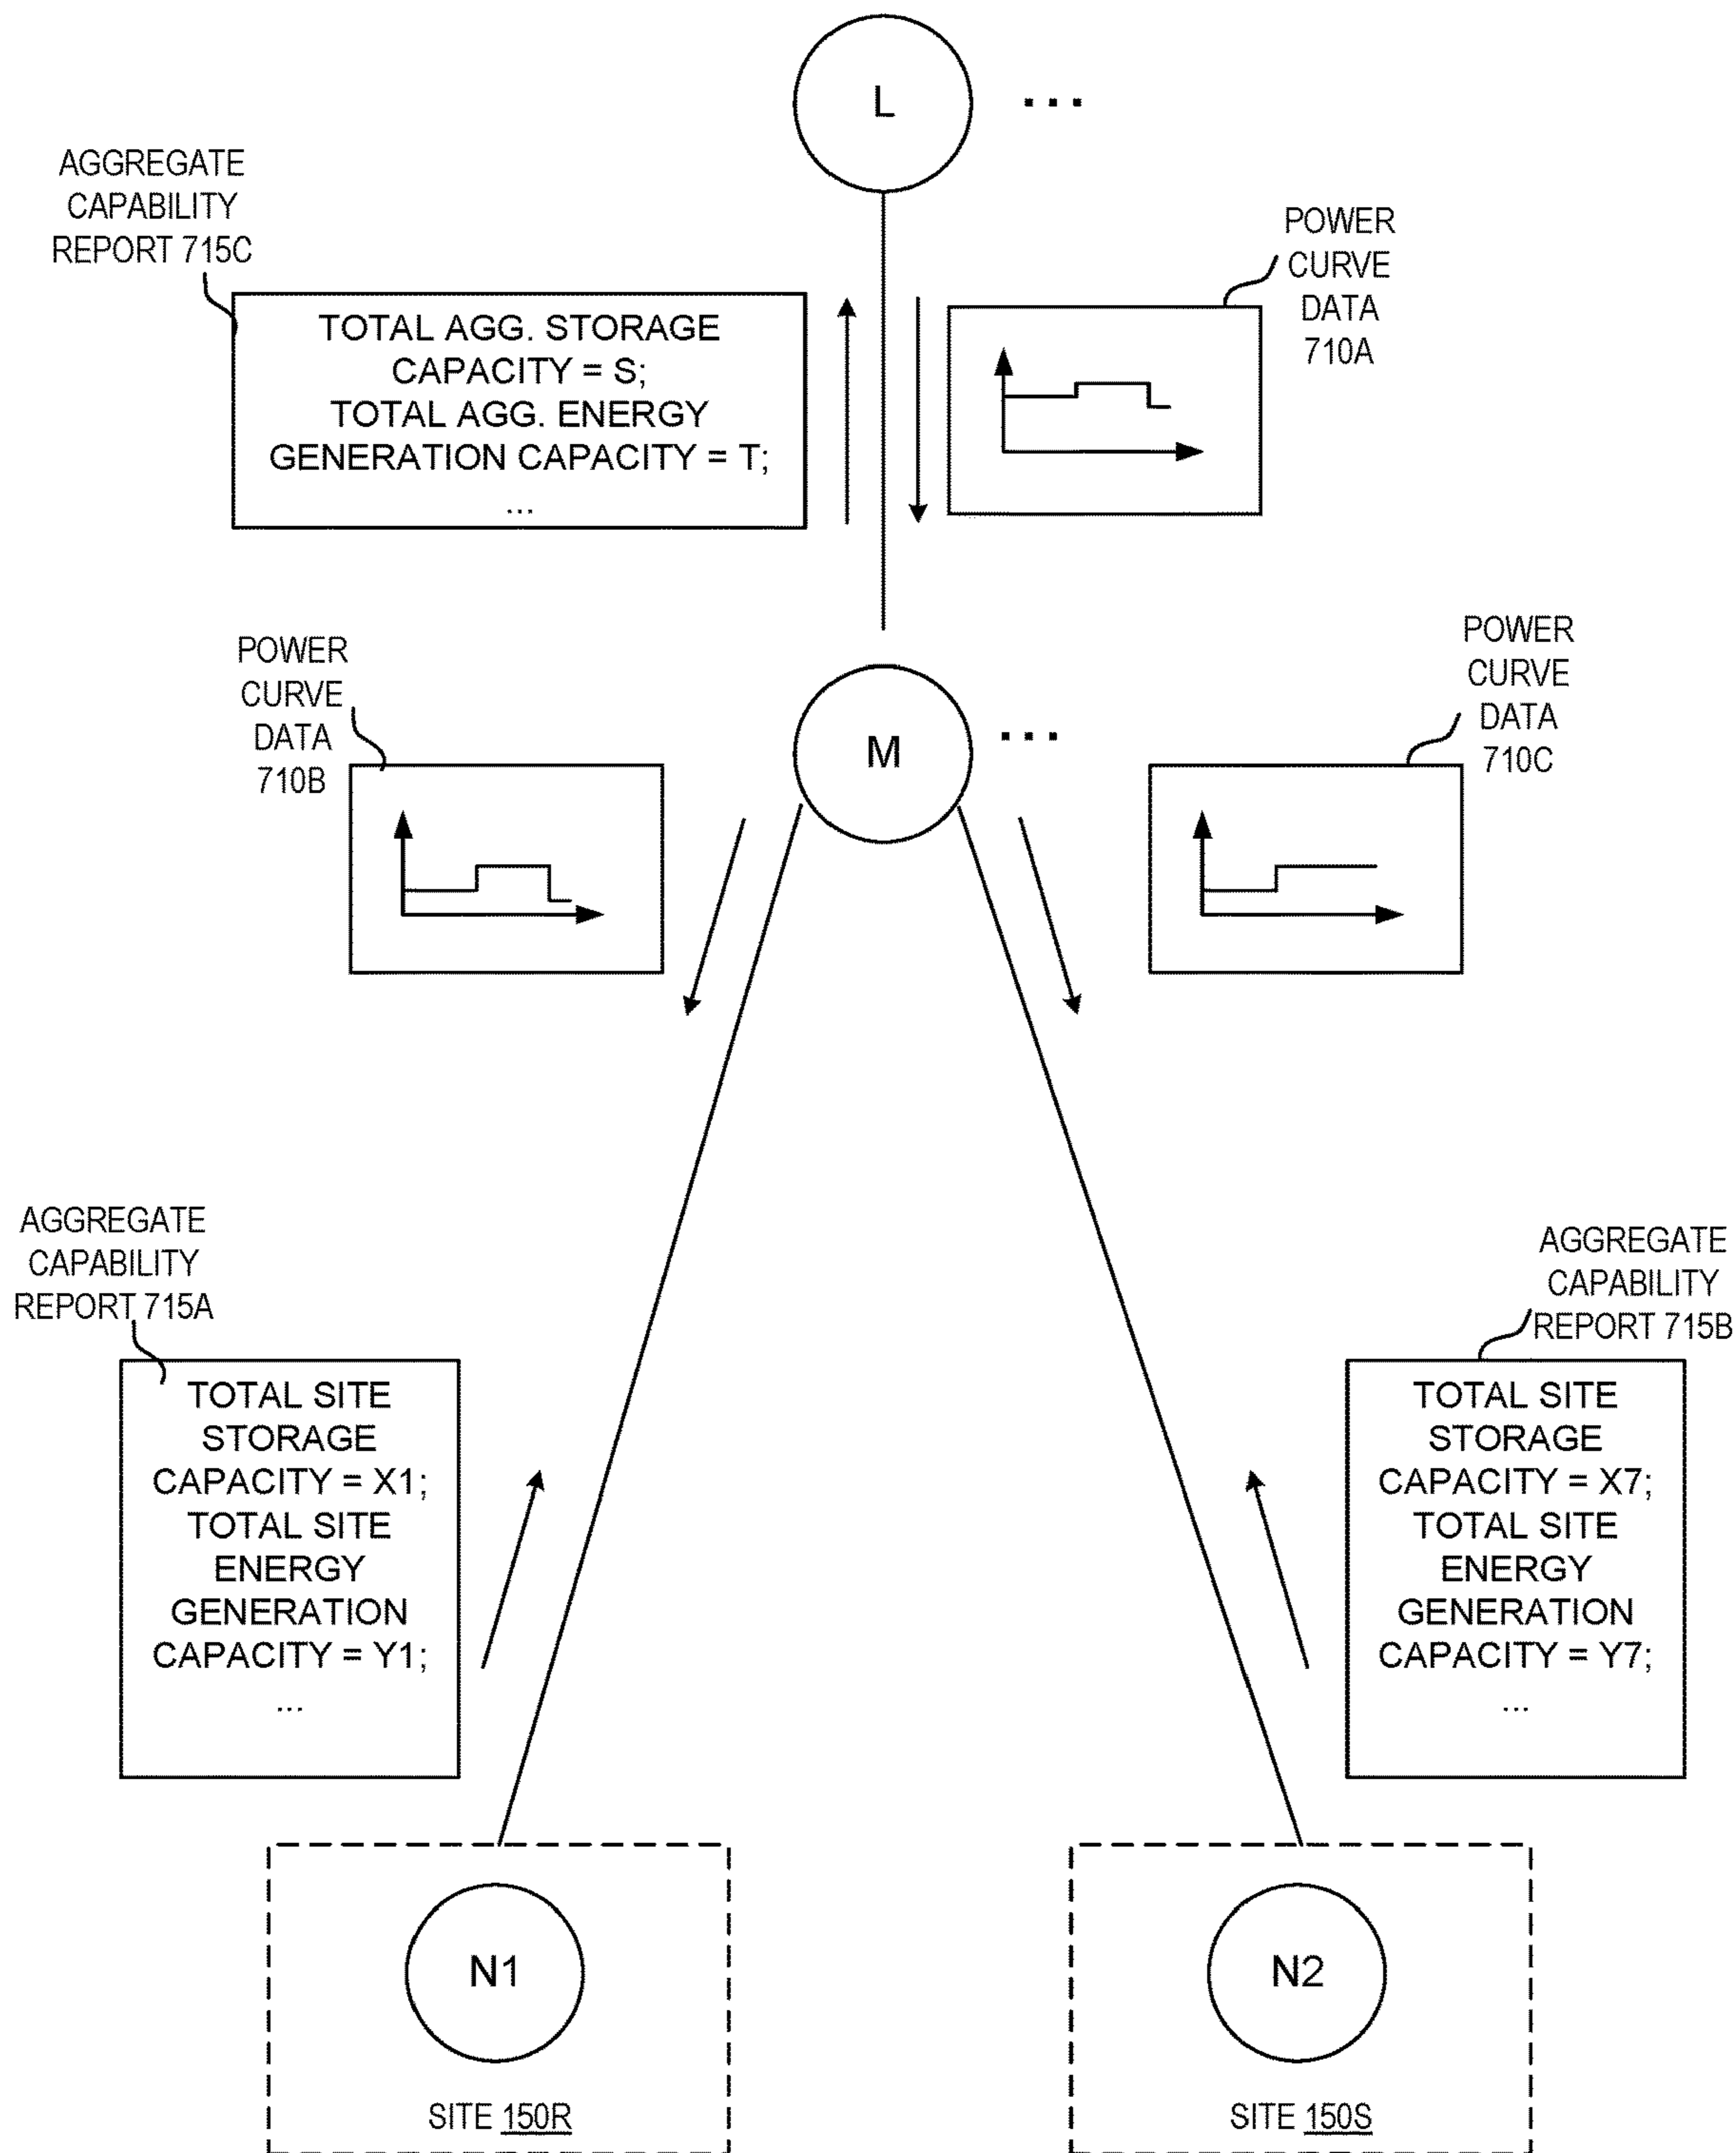 L
...
AGGREGATE
CAPABILITY
REPORT 715C
POWER
CURVE
DATA
710A
TOTAL AGG. STORAGE
CAPACITY = S;
TOTAL AGG. ENERGY
GENERATION CAPACITY = T;
...
POWER
CURVE
DATA
710B
M
...
POWER
CURVE
DATA
710C
AGGREGATE
CAPABILITY
REPORT 715A
AGGREGATE
CAPABILITY
REPORT 715B
TOTAL SITE
STORAGE
CAPACITY = X1;
TOTAL SITE
ENERGY
GENERATION
CAPACITY = Y1;
...
TOTAL SITE
STORAGE
CAPACITY = X7;
TOTAL SITE
ENERGY
GENERATION
CAPACITY = Y7;
...
N1
SITE 150R
N2
SITE 150S